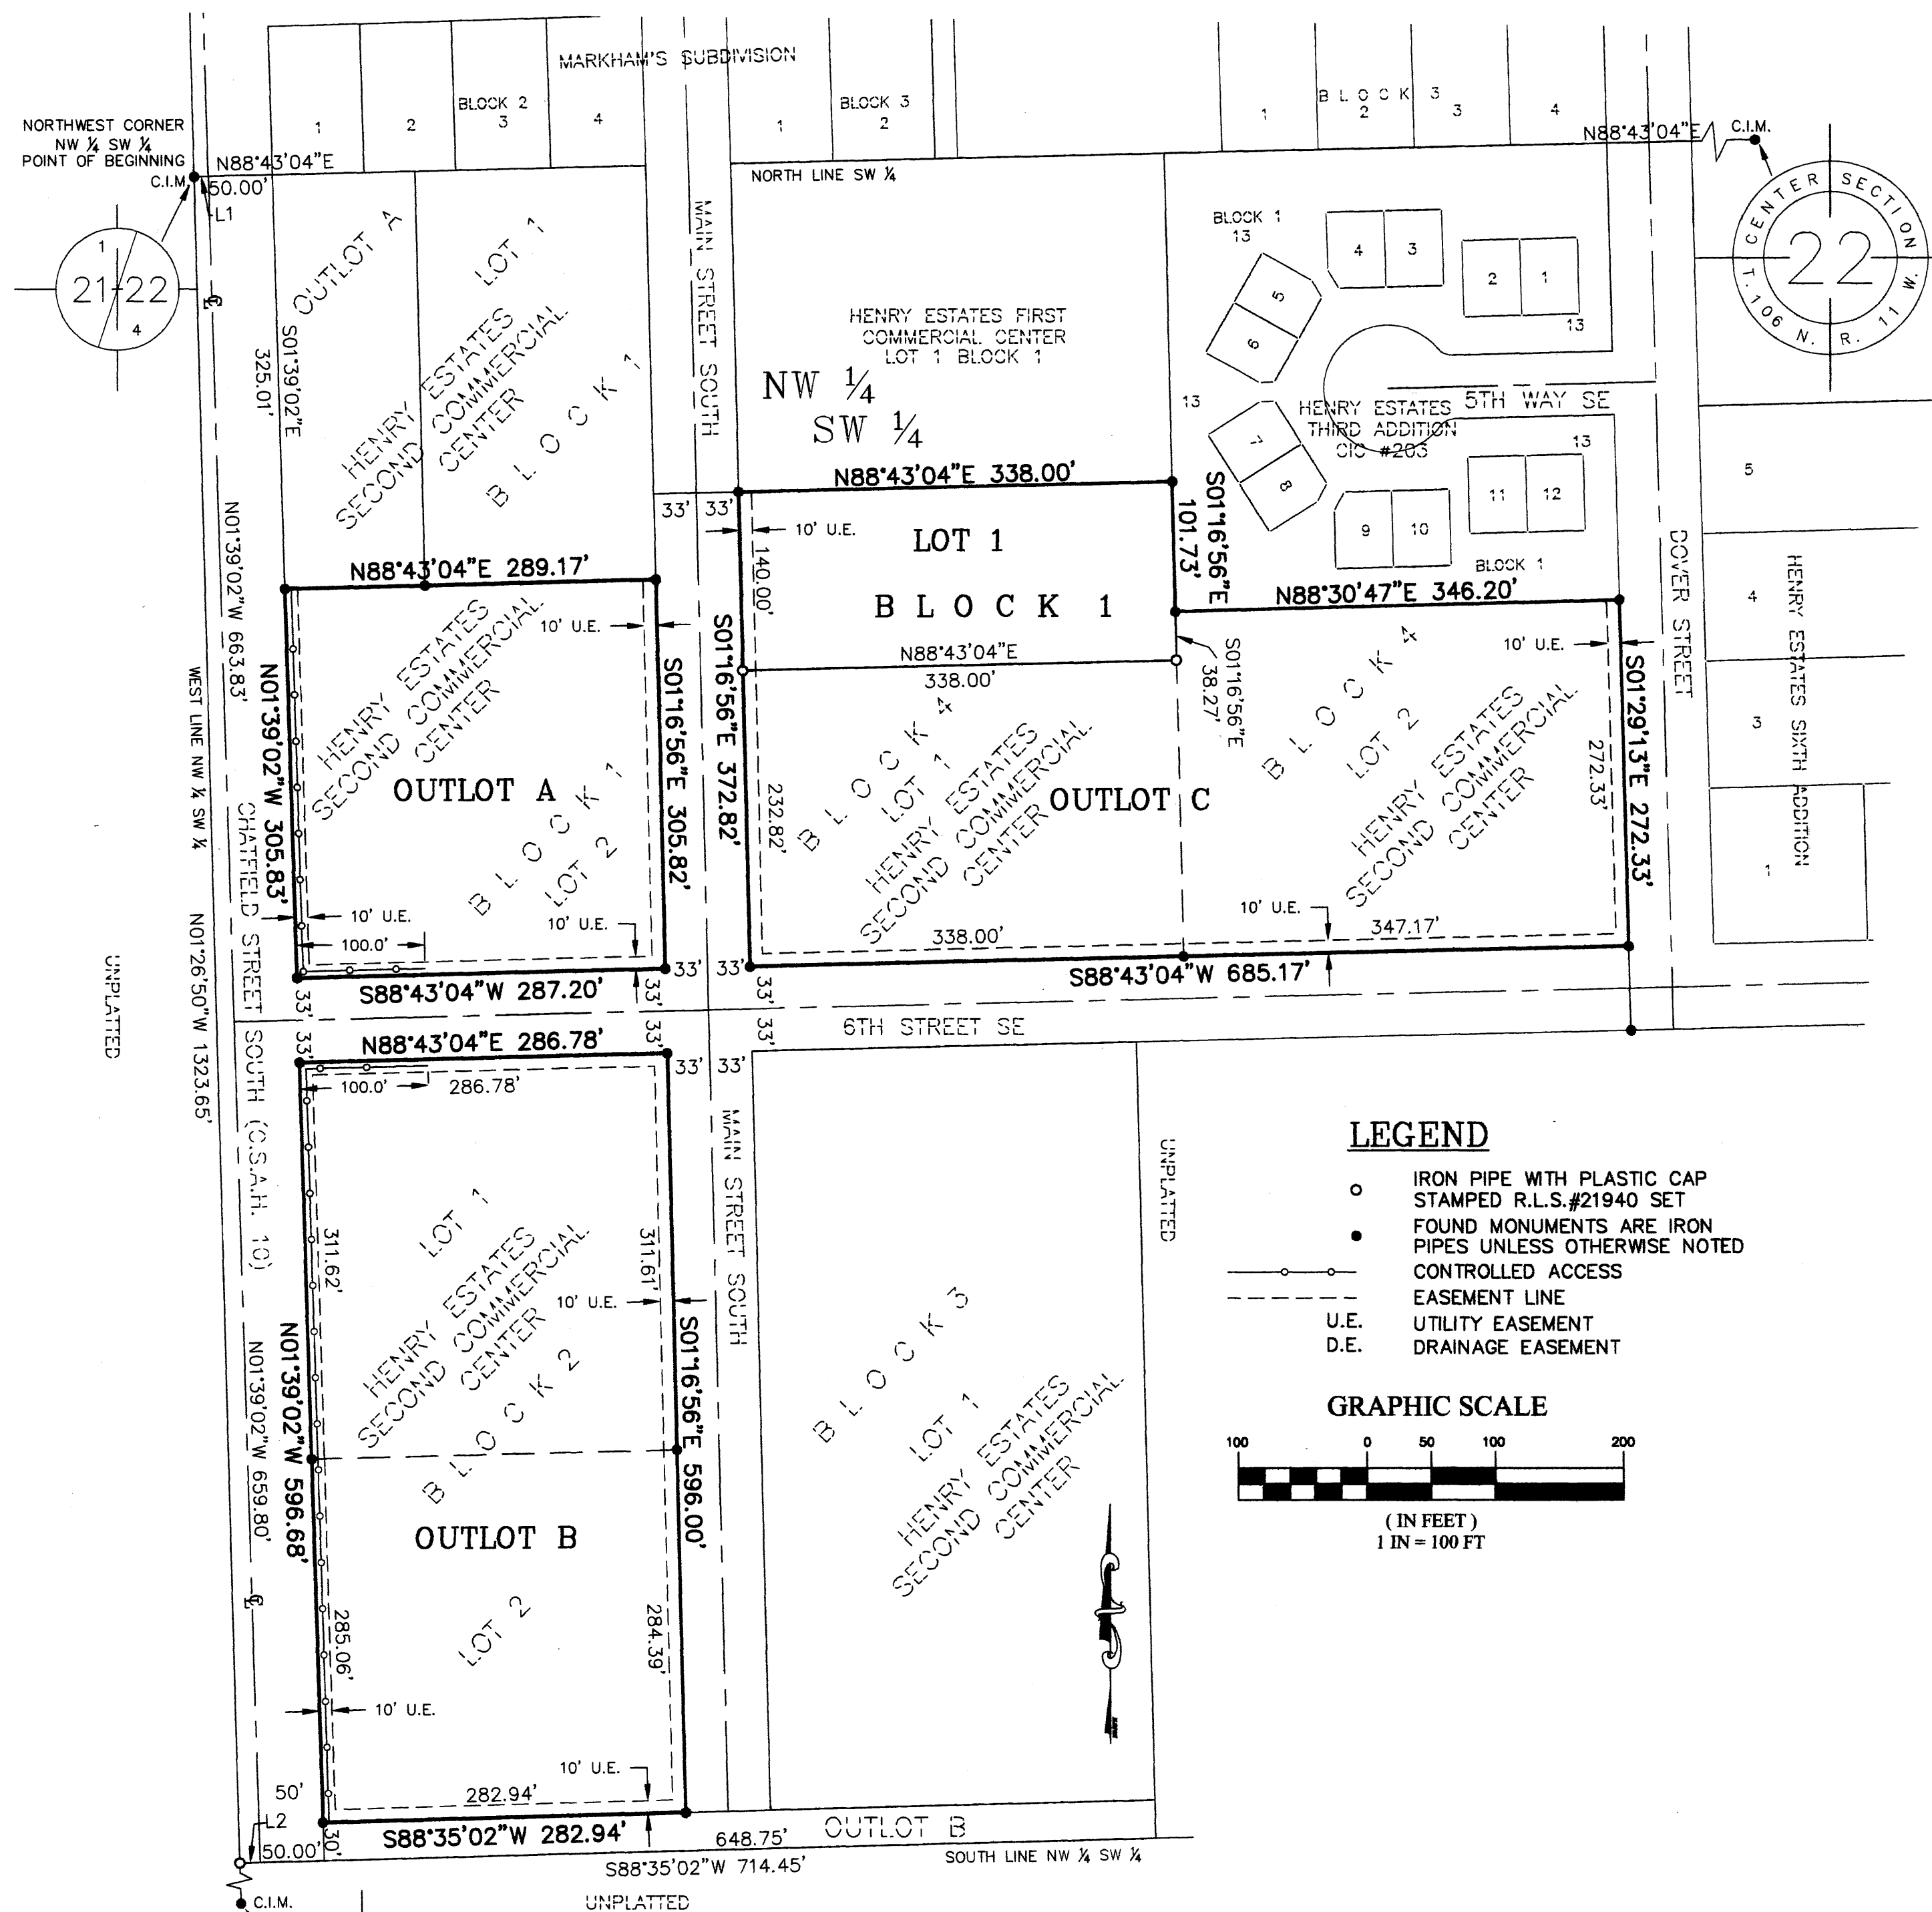 MARKHAM'S SUBDIVISION
BLOCK 2
1
2
3
4
BLOCK 3
1
2
B L O C K 3
1
2
3
4
NORTHWEST CORNER
NW ¼ SW ¼
POINT OF BEGINNING
C.I.M.
N88°43'04"E
50.00'
L1
N88°43'04"E
C.I.M.
NORTH LINE SW ¼
1
21 22
4
CENTER SECTION
22
T. 106 N. R. 11 W.
S01°39'02"E
325.01'
OUTLOT A
LOT 1
HENRY ESTATES
SECOND COMMERCIAL
CENTER
B L O C K 1
MAIN STREET SOUTH
HENRY ESTATES FIRST
COMMERCIAL CENTER
LOT 1 BLOCK 1
NW ¼
SW ¼
BLOCK 1
13
4
3
2
1
13
5
6
13
5TH WAY SE
HENRY ESTATES
THIRD ADDITION
CIC #203
7
8
9
10
11
12
13
BLOCK 1
DOVER STREET
5
4
3
1
HENRY ESTATES SIXTH ADDITION
N88°43'04"E 338.00'
33'
33'
10' U.E.
140.00'
LOT 1
B L O C K 1
S01°16'56"E
101.73'
N88°30'47"E 346.20'
N88°43'04"E
338.00'
S01°16'56"E
38.27'
10' U.E.
S01°29'13"E 272.33'
272.33'
S01°16'56"E 372.82'
232.82'
B L O C K 4
LOT 1
HENRY ESTATES
SECOND COMMERCIAL
CENTER
OUTLOT C
B L O C K 4
LOT 2
HENRY ESTATES
SECOND COMMERCIAL
CENTER
10' U.E.
338.00'
347.17'
S88°43'04"W 685.17'
N88°43'04"E 289.17'
10' U.E.
HENRY ESTATES
SECOND COMMERCIAL
CENTER
OUTLOT A
B L O C K 1
LOT 2
S01°16'56"E 305.82'
N01°39'02"W 305.83'
N01°39'02"W 663.83'
WEST LINE NW ¼ SW ¼
N01°26'50"W 1323.65'
CHATFIELD STREET SOUTH (C.S.A.H. 10)
UNPLATTED
10' U.E.
100.0'
10' U.E.
S88°43'04"W 287.20'
33'
33'
33'
33'
33'
6TH STREET SE
33'
33'
33'
N88°43'04"E 286.78'
33'
33'
100.0'
286.78'
311.62'
311.61'
LOT 1
HENRY ESTATES
SECOND COMMERCIAL
CENTER
10' U.E.
B L O C K 2
S01°16'56"E 596.00'
N01°39'02"W 596.68'
N01°39'02"W 659.80'
OUTLOT B
LOT 2
285.06'
284.39'
10' U.E.
10' U.E.
282.94'
S88°35'02"W 282.94'
50'
L2
50.00'
30'
MAIN STREET SOUTH
B L O C K 3
LOT 1
HENRY ESTATES
SECOND COMMERCIAL
CENTER
UNPLATTED
648.75'
OUTLOT B
S88°35'02"W 714.45'
SOUTH LINE NW ¼ SW ¼
C.I.M.
UNPLATTED
LEGEND
IRON PIPE WITH PLASTIC CAP
STAMPED R.L.S.#21940 SET
FOUND MONUMENTS ARE IRON
PIPES UNLESS OTHERWISE NOTED
CONTROLLED ACCESS
EASEMENT LINE
U.E. UTILITY EASEMENT
D.E. DRAINAGE EASEMENT
GRAPHIC SCALE
100 0 50 100 200
( IN FEET )
1 IN = 100 FT